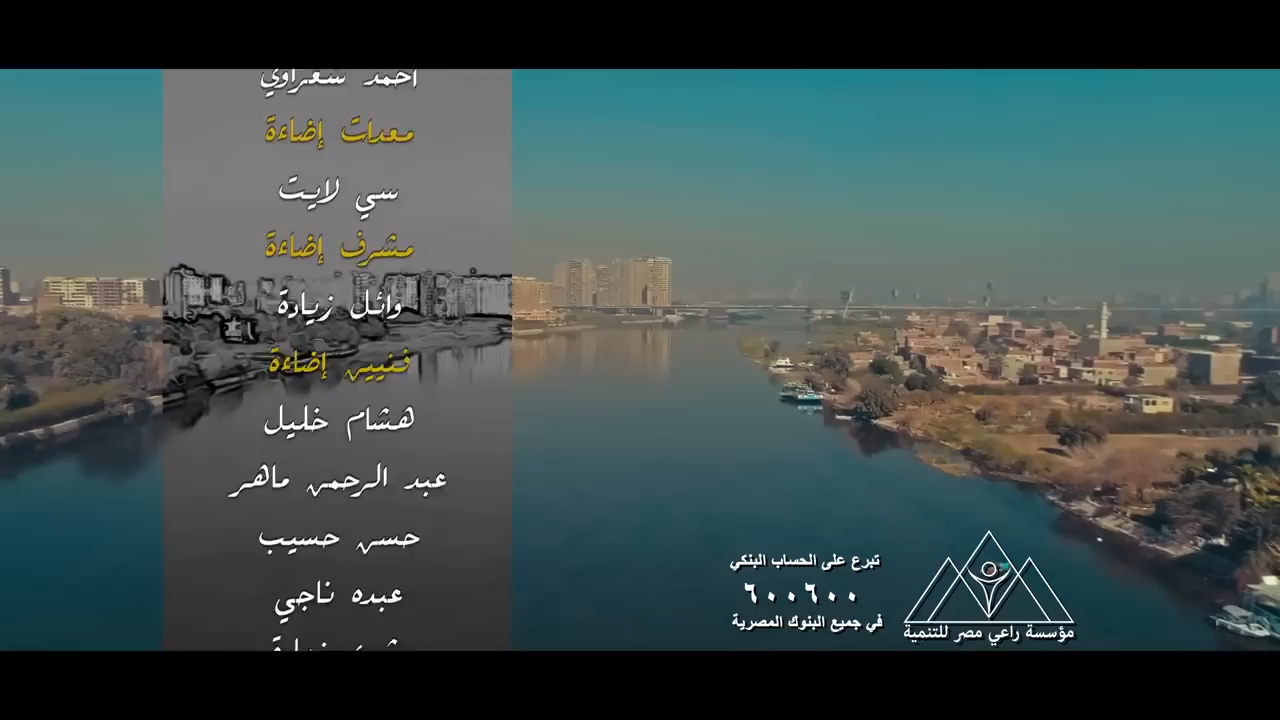 أحمد شعراوي
معدات إضاءة
سي لايت
مشرف إضاءة
وائل زيادة
فنيين إضاءة
هشام خليل
عبد الرحمن ماهر
حسن حسيب
عبده ناجي
تبرع على الحساب البنكي
٦٠٠٦٠٠
في جميع البنوك المصرية
مؤسسة راعي مصر للتنمية